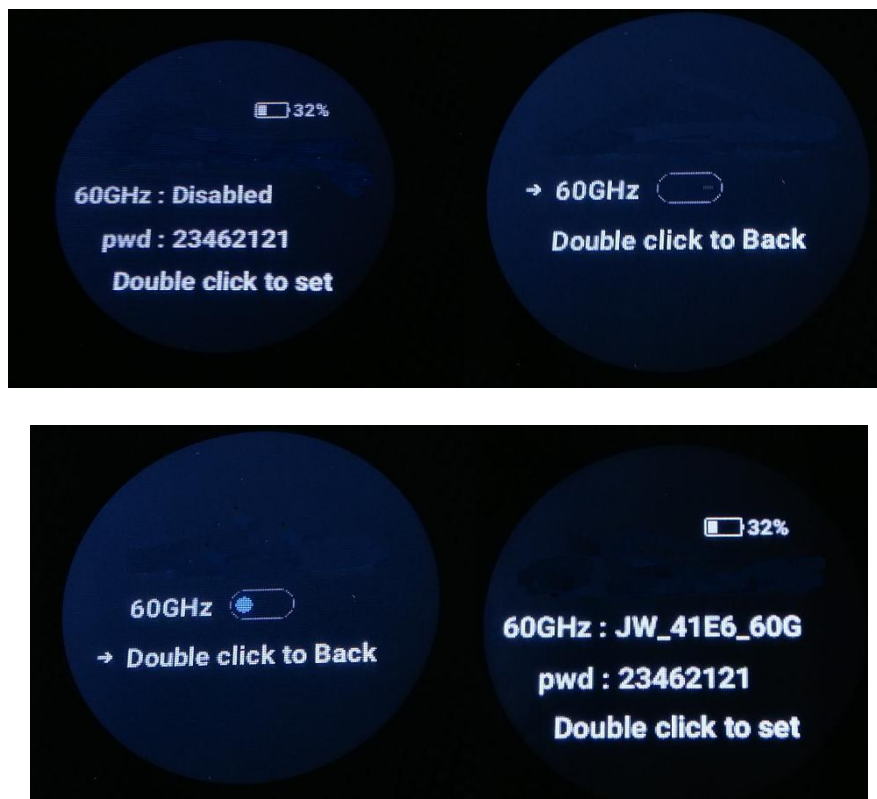 32%
60GHz : Disabled
pwd : 23462121
Double click to set
→ 60GHz
Double click to Back
60GHz
→ Double click to Back
32%
60GHz : JW_41E6_60G
pwd : 23462121
Double click to set